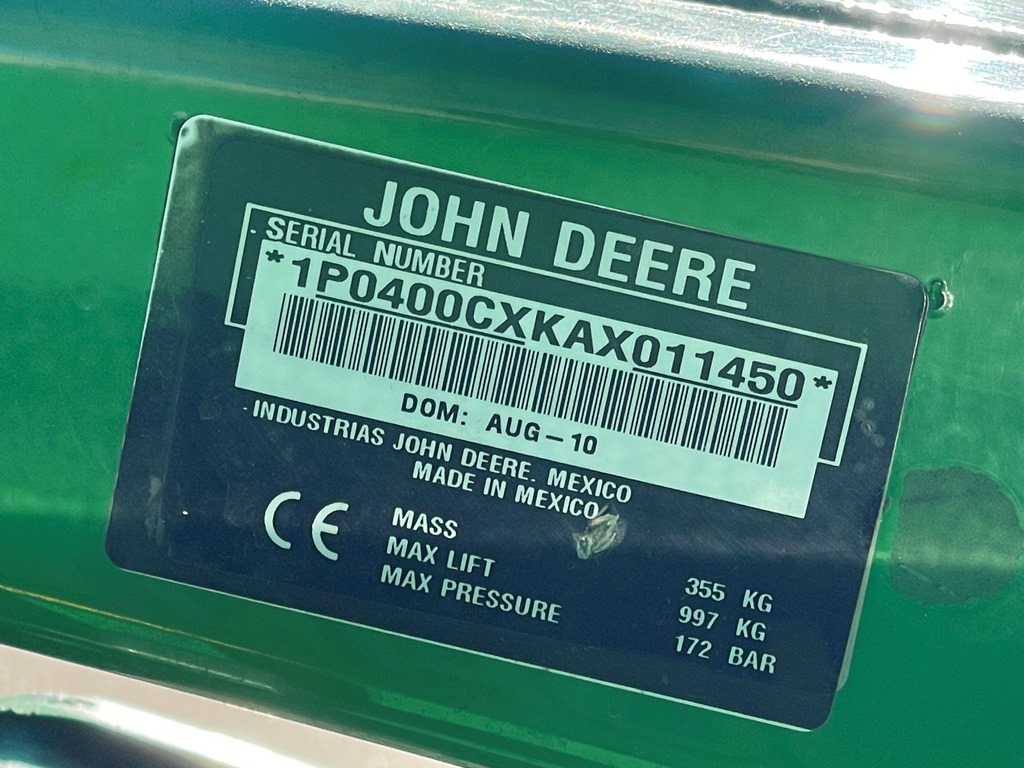 JOHN DEERE
SERIAL NUMBER
*1P0400CXKAX011450*
DOM: AUG-10
INDUSTRIAS JOHN DEERE. MEXICO
MADE IN MEXICO
CE
MASS 355 KG
MAX LIFT 997 KG
MAX PRESSURE 172 BAR